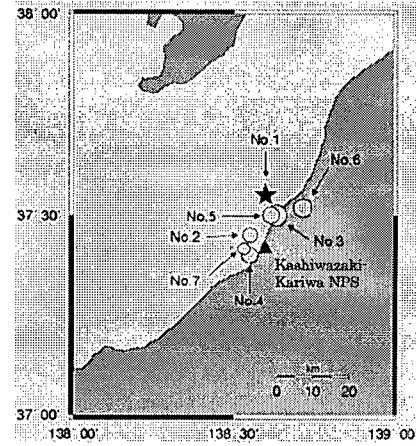 38° 00'
No.1
No.6
37° 30'
No.5
No.2
No.3
Kashiwazaki-
Kariwa NPS
No.7
No.4
km
0 10 20
37° 00'
138° 00' 138° 30' 139° 00'